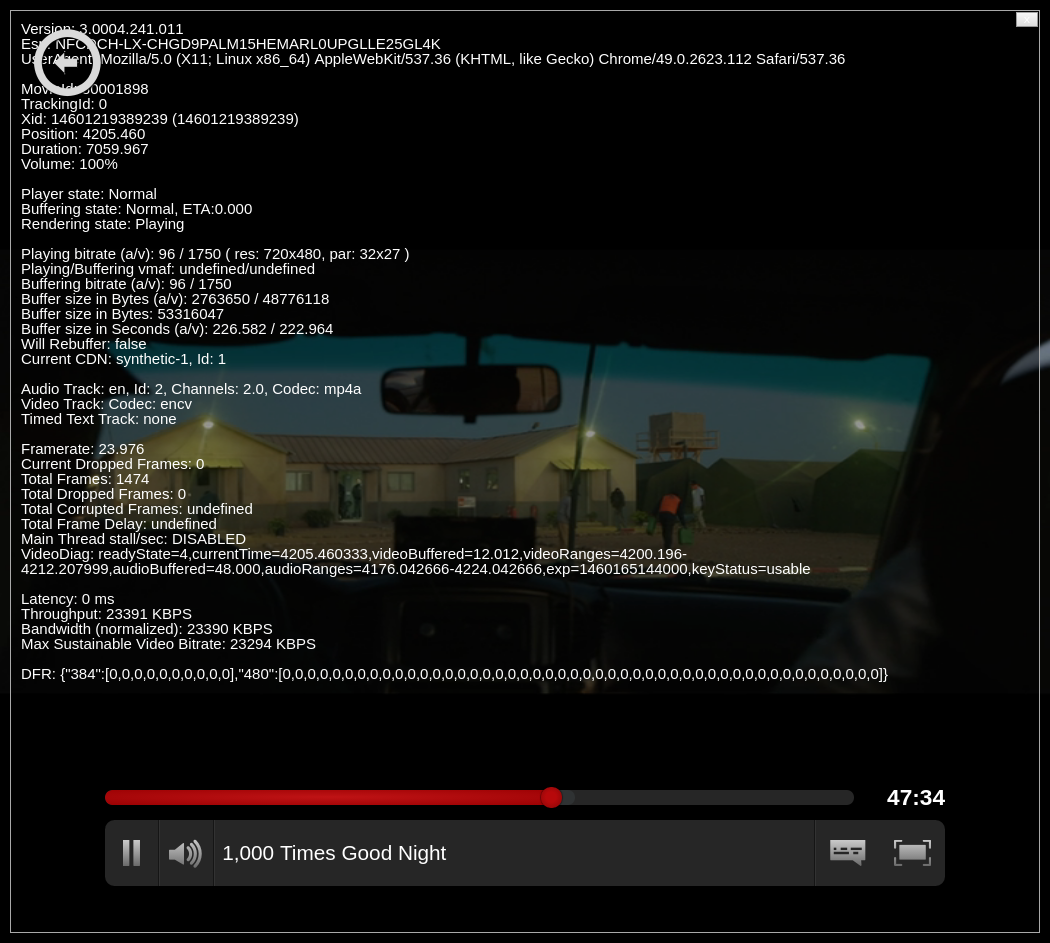 Version: 3.0004.241.011
Esn: NFCDCH-LX-CHGD9PALM15HEMARL0UPGLLE25GL4K
UserAgent: Mozilla/5.0 (X11; Linux x86_64) AppleWebKit/537.36 (KHTML, like Gecko) Chrome/49.0.2623.112 Safari/537.36
MovieId: 80001898
TrackingId: 0
Xid: 14601219389239 (14601219389239)
Position: 4205.460
Duration: 7059.967
Volume: 100%
Player state: Normal
Buffering state: Normal, ETA:0.000
Rendering state: Playing
Playing bitrate (a/v): 96 / 1750 ( res: 720x480, par: 32x27 )
Playing/Buffering vmaf: undefined/undefined
Buffering bitrate (a/v): 96 / 1750
Buffer size in Bytes (a/v): 2763650 / 48776118
Buffer size in Bytes: 53316047
Buffer size in Seconds (a/v): 226.582 / 222.964
Will Rebuffer: false
Current CDN: synthetic-1, Id: 1
Audio Track: en, Id: 2, Channels: 2.0, Codec: mp4a
Video Track: Codec: encv
Timed Text Track: none
Framerate: 23.976
Current Dropped Frames: 0
Total Frames: 1474
Total Dropped Frames: 0
Total Corrupted Frames: undefined
Total Frame Delay: undefined
Main Thread stall/sec: DISABLED
VideoDiag: readyState=4,currentTime=4205.460333,videoBuffered=12.012,videoRanges=4200.196-
4212.207999,audioBuffered=48.000,audioRanges=4176.042666-4224.042666,exp=1460165144000,keyStatus=usable
Latency: 0 ms
Throughput: 23391 KBPS
Bandwidth (normalized): 23390 KBPS
Max Sustainable Video Bitrate: 23294 KBPS
DFR: {"384":[0,0,0,0,0,0,0,0,0,0],"480":[0,0,0,0,0,0,0,0,0,0,0,0,0,0,0,0,0,0,0,0,0,0,0,0,0,0,0,0,0,0,0,0,0,0,0,0,0,0,0,0,0,0,0,0,0,0,0,0]}
47:34
1,000 Times Good Night